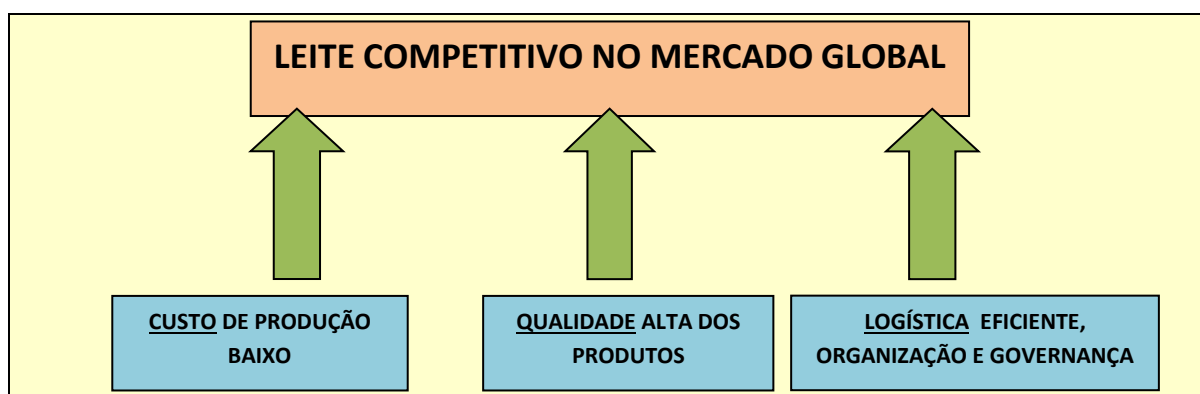 LEITE COMPETITIVO NO MERCADO GLOBAL
CUSTO DE PRODUÇÃO
BAIXO
QUALIDADE ALTA DOS
PRODUTOS
LOGÍSTICA EFICIENTE,
ORGANIZAÇÃO E GOVERNANÇA